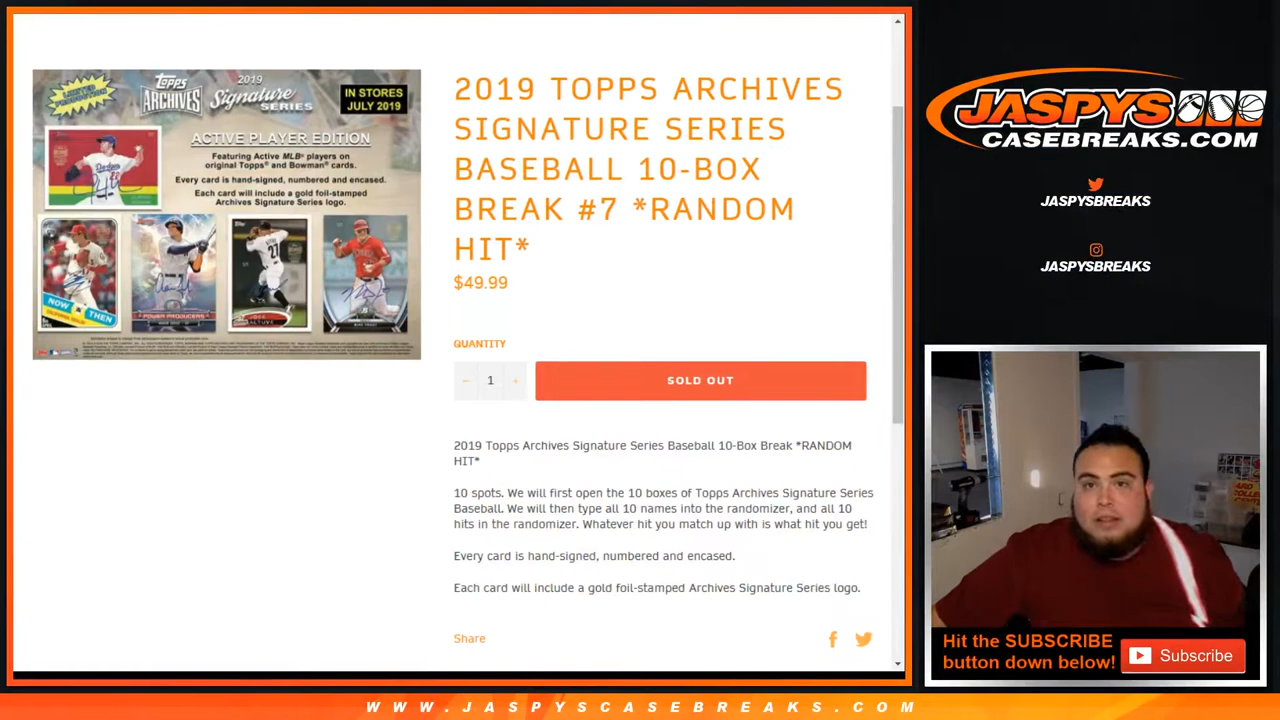 LIMITED PRODUCTION
Topps
ARCHIVES
2019
Signature
SERIES
IN STORES
JULY 2019
ACTIVE PLAYER EDITION
Featuring Active MLB® players on
original Topps® and Bowman® cards.
Every card is hand-signed, numbered and encased.
Each card will include a gold foil-stamped
Archives Signature Series logo.
NOW
THEN
POWER PRODUCERS
2019 TOPPS ARCHIVES
SIGNATURE SERIES
BASEBALL 10-BOX
BREAK #7 *RANDOM
HIT*
$49.99
QUANTITY
− 1 +
SOLD OUT
2019 Topps Archives Signature Series Baseball 10-Box Break *RANDOM
HIT*
10 spots. We will first open the 10 boxes of Topps Archives Signature Series
Baseball. We will then type all 10 names into the randomizer, and all 10
hits in the randomizer. Whatever hit you match up with is what hit you get!
Every card is hand-signed, numbered and encased.
Each card will include a gold foil-stamped Archives Signature Series logo.
Share
JASPYS
CASEBREAKS.COM
JASPYSBREAKS
JASPYSBREAKS
Hit the SUBSCRIBE
button down below!
Subscribe
WWW.JASPYSCASEBREAKS.COM